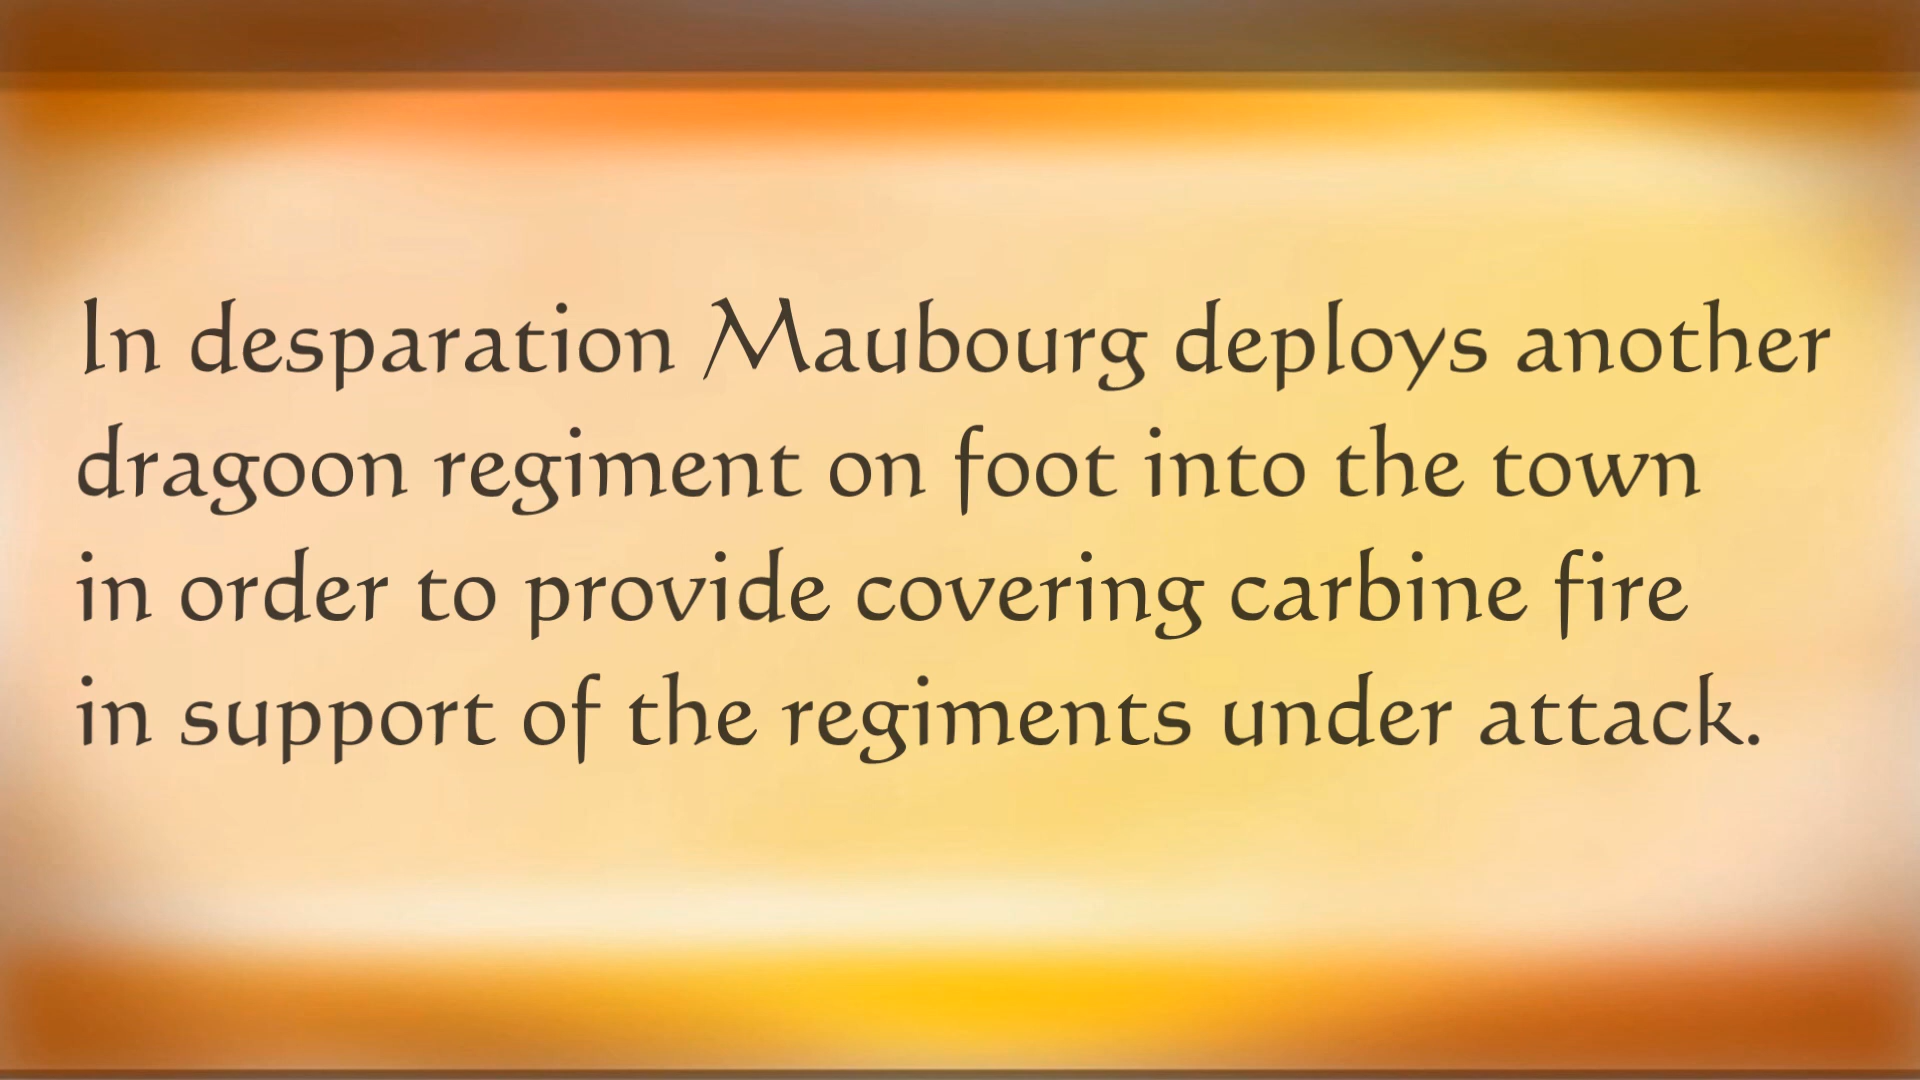 In desparation Maubourg deploys another
dragoon regiment on foot into the town
in order to provide covering carbine fire
in support of the regiments under attack.